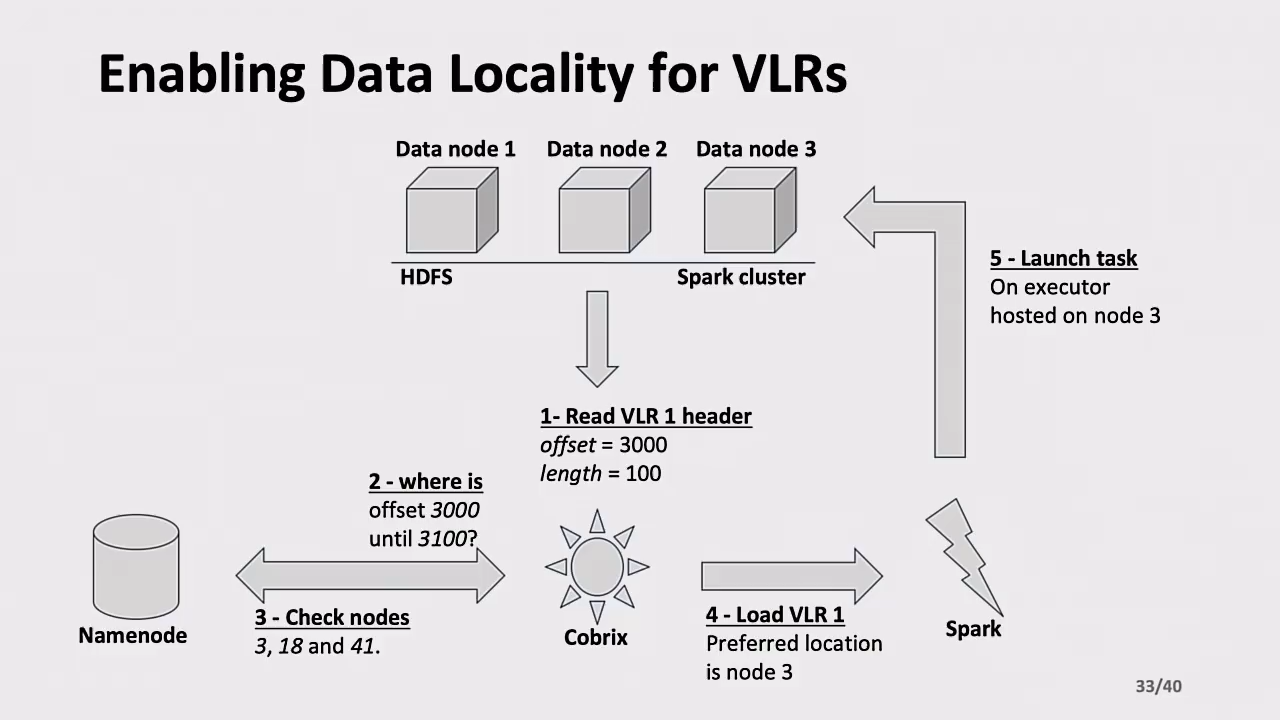 Enabling Data Locality for VLRs
Data node 1
Data node 2
Data node 3
HDFS
Spark cluster
5 - Launch task
On executor
hosted on node 3
1- Read VLR 1 header
offset = 3000
length = 100
2 - where is
offset 3000
until 3100?
3 - Check nodes
3, 18 and 41.
Namenode
Cobrix
4 - Load VLR 1
Preferred location
is node 3
Spark
33/40